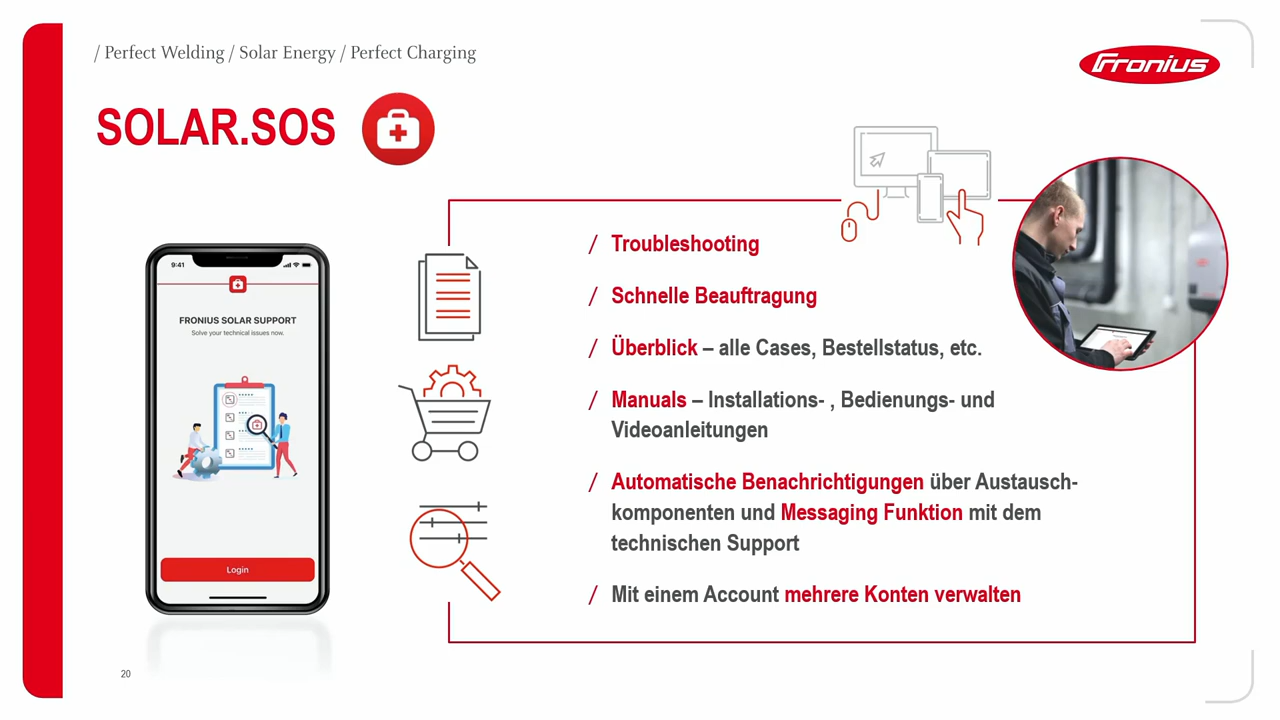 / Perfect Welding / Solar Energy / Perfect Charging
Fronius
SOLAR.SOS
/ Troubleshooting
/ Schnelle Beauftragung
/ Überblick – alle Cases, Bestellstatus, etc.
/ Manuals – Installations- , Bedienungs- und
Videoanleitungen
/ Automatische Benachrichtigungen über Austausch-
komponenten und Messaging Funktion mit dem
technischen Support
/ Mit einem Account mehrere Konten verwalten
9:41
FRONIUS SOLAR SUPPORT
Solve your technical issues now.
Login
20